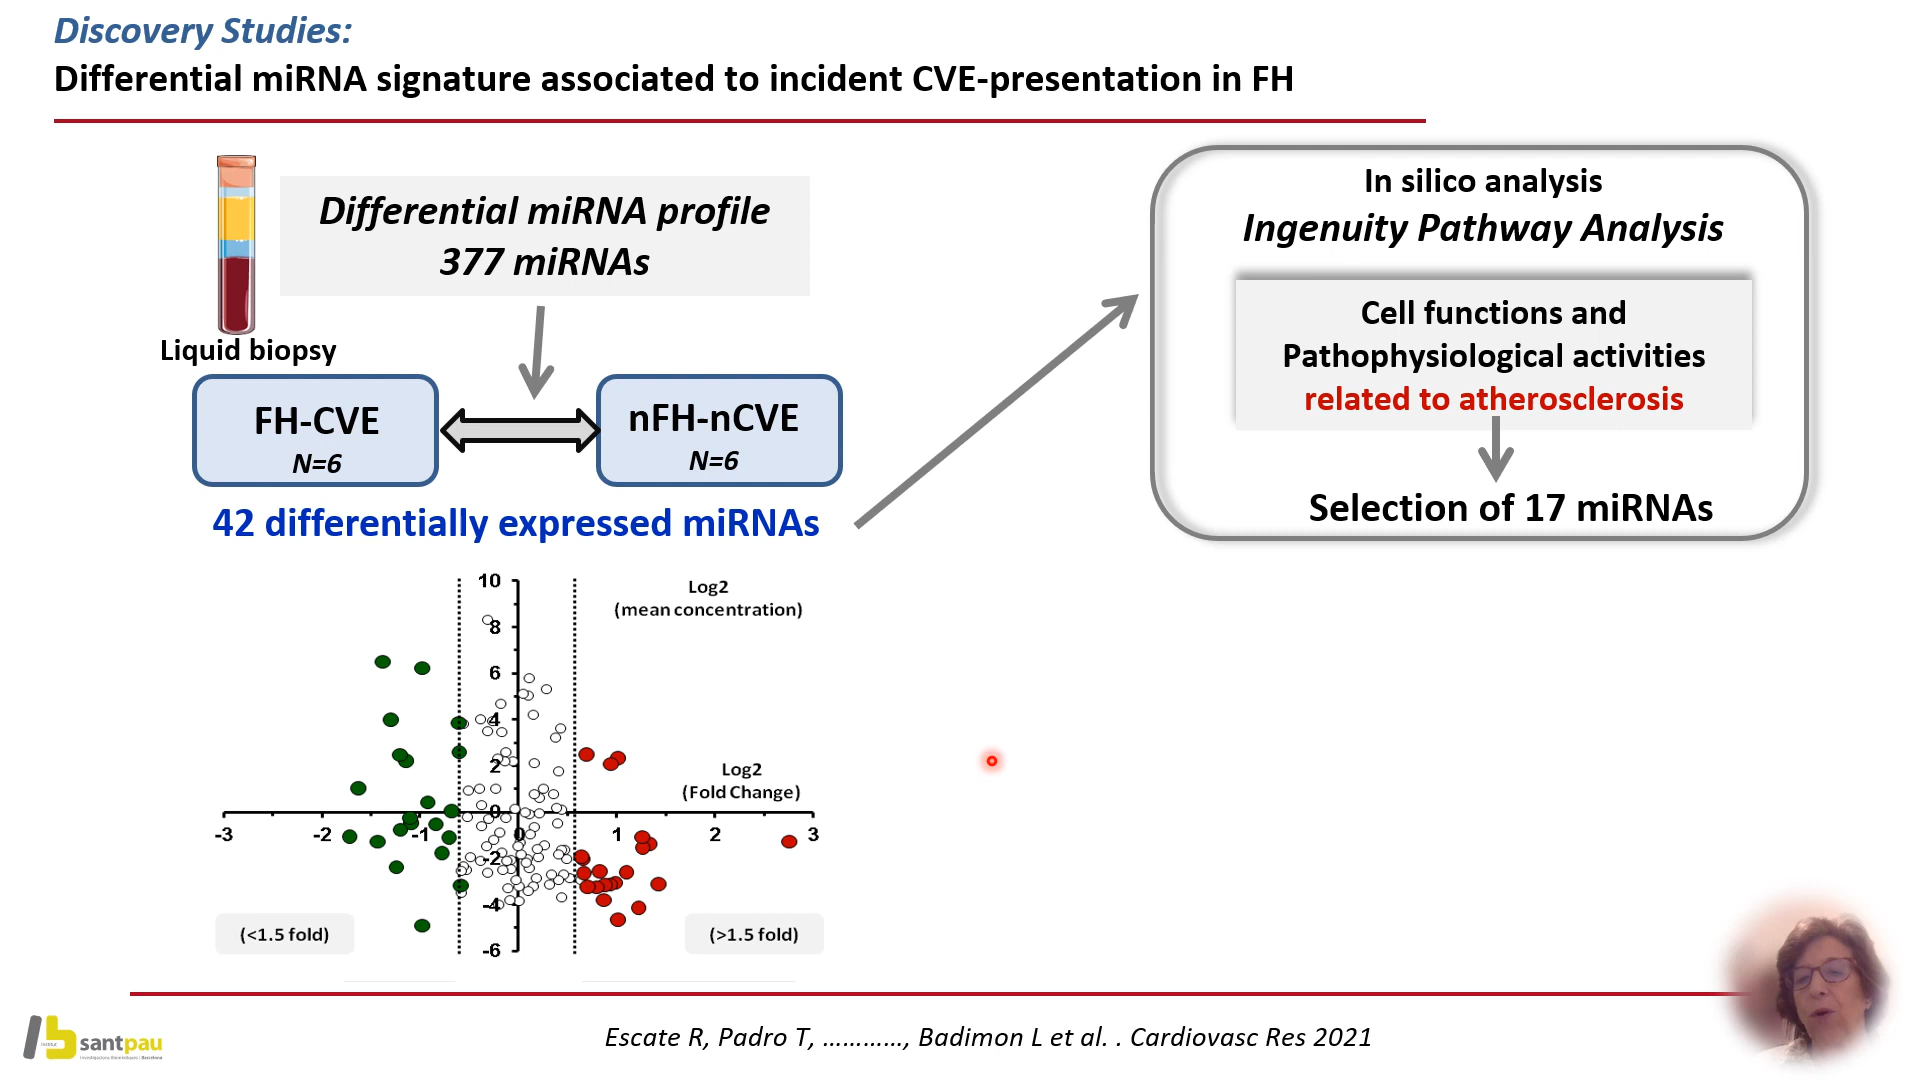 Discovery Studies:
Differential miRNA signature associated to incident CVE-presentation in FH
Differential miRNA profile
377 miRNAs
Liquid biopsy
FH-CVE
N=6
nFH-nCVE
N=6
42 differentially expressed miRNAs
In silico analysis
Ingenuity Pathway Analysis
Cell functions and
Pathophysiological activities
related to atherosclerosis
Selection of 17 miRNAs
10
8
6
4
2
0
-2
-4
-6
Log2
(mean concentration)
Log2
(Fold Change)
-3 -2 -1 0 1 2 3
(<1.5 fold)
(>1.5 fold)
santpau
Escate R, Padro T, …………, Badimon L et al. . Cardiovasc Res 2021